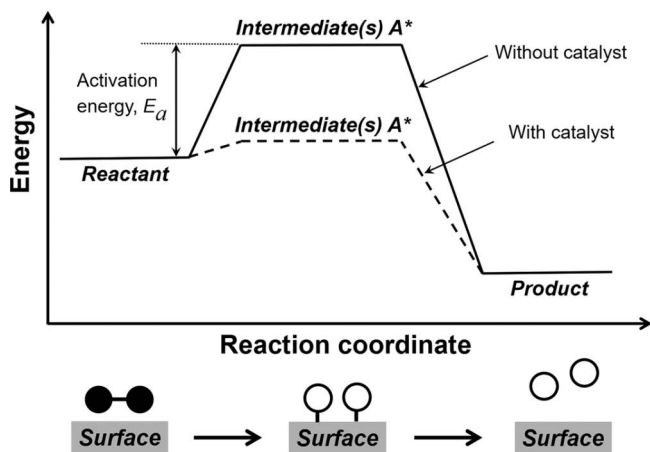 Intermediate(s) A*
Without catalyst
Activation
energy, Ea
Intermediate(s) A*
With catalyst
Reactant
Energy
Product
Reaction coordinate
Surface
Surface
Surface